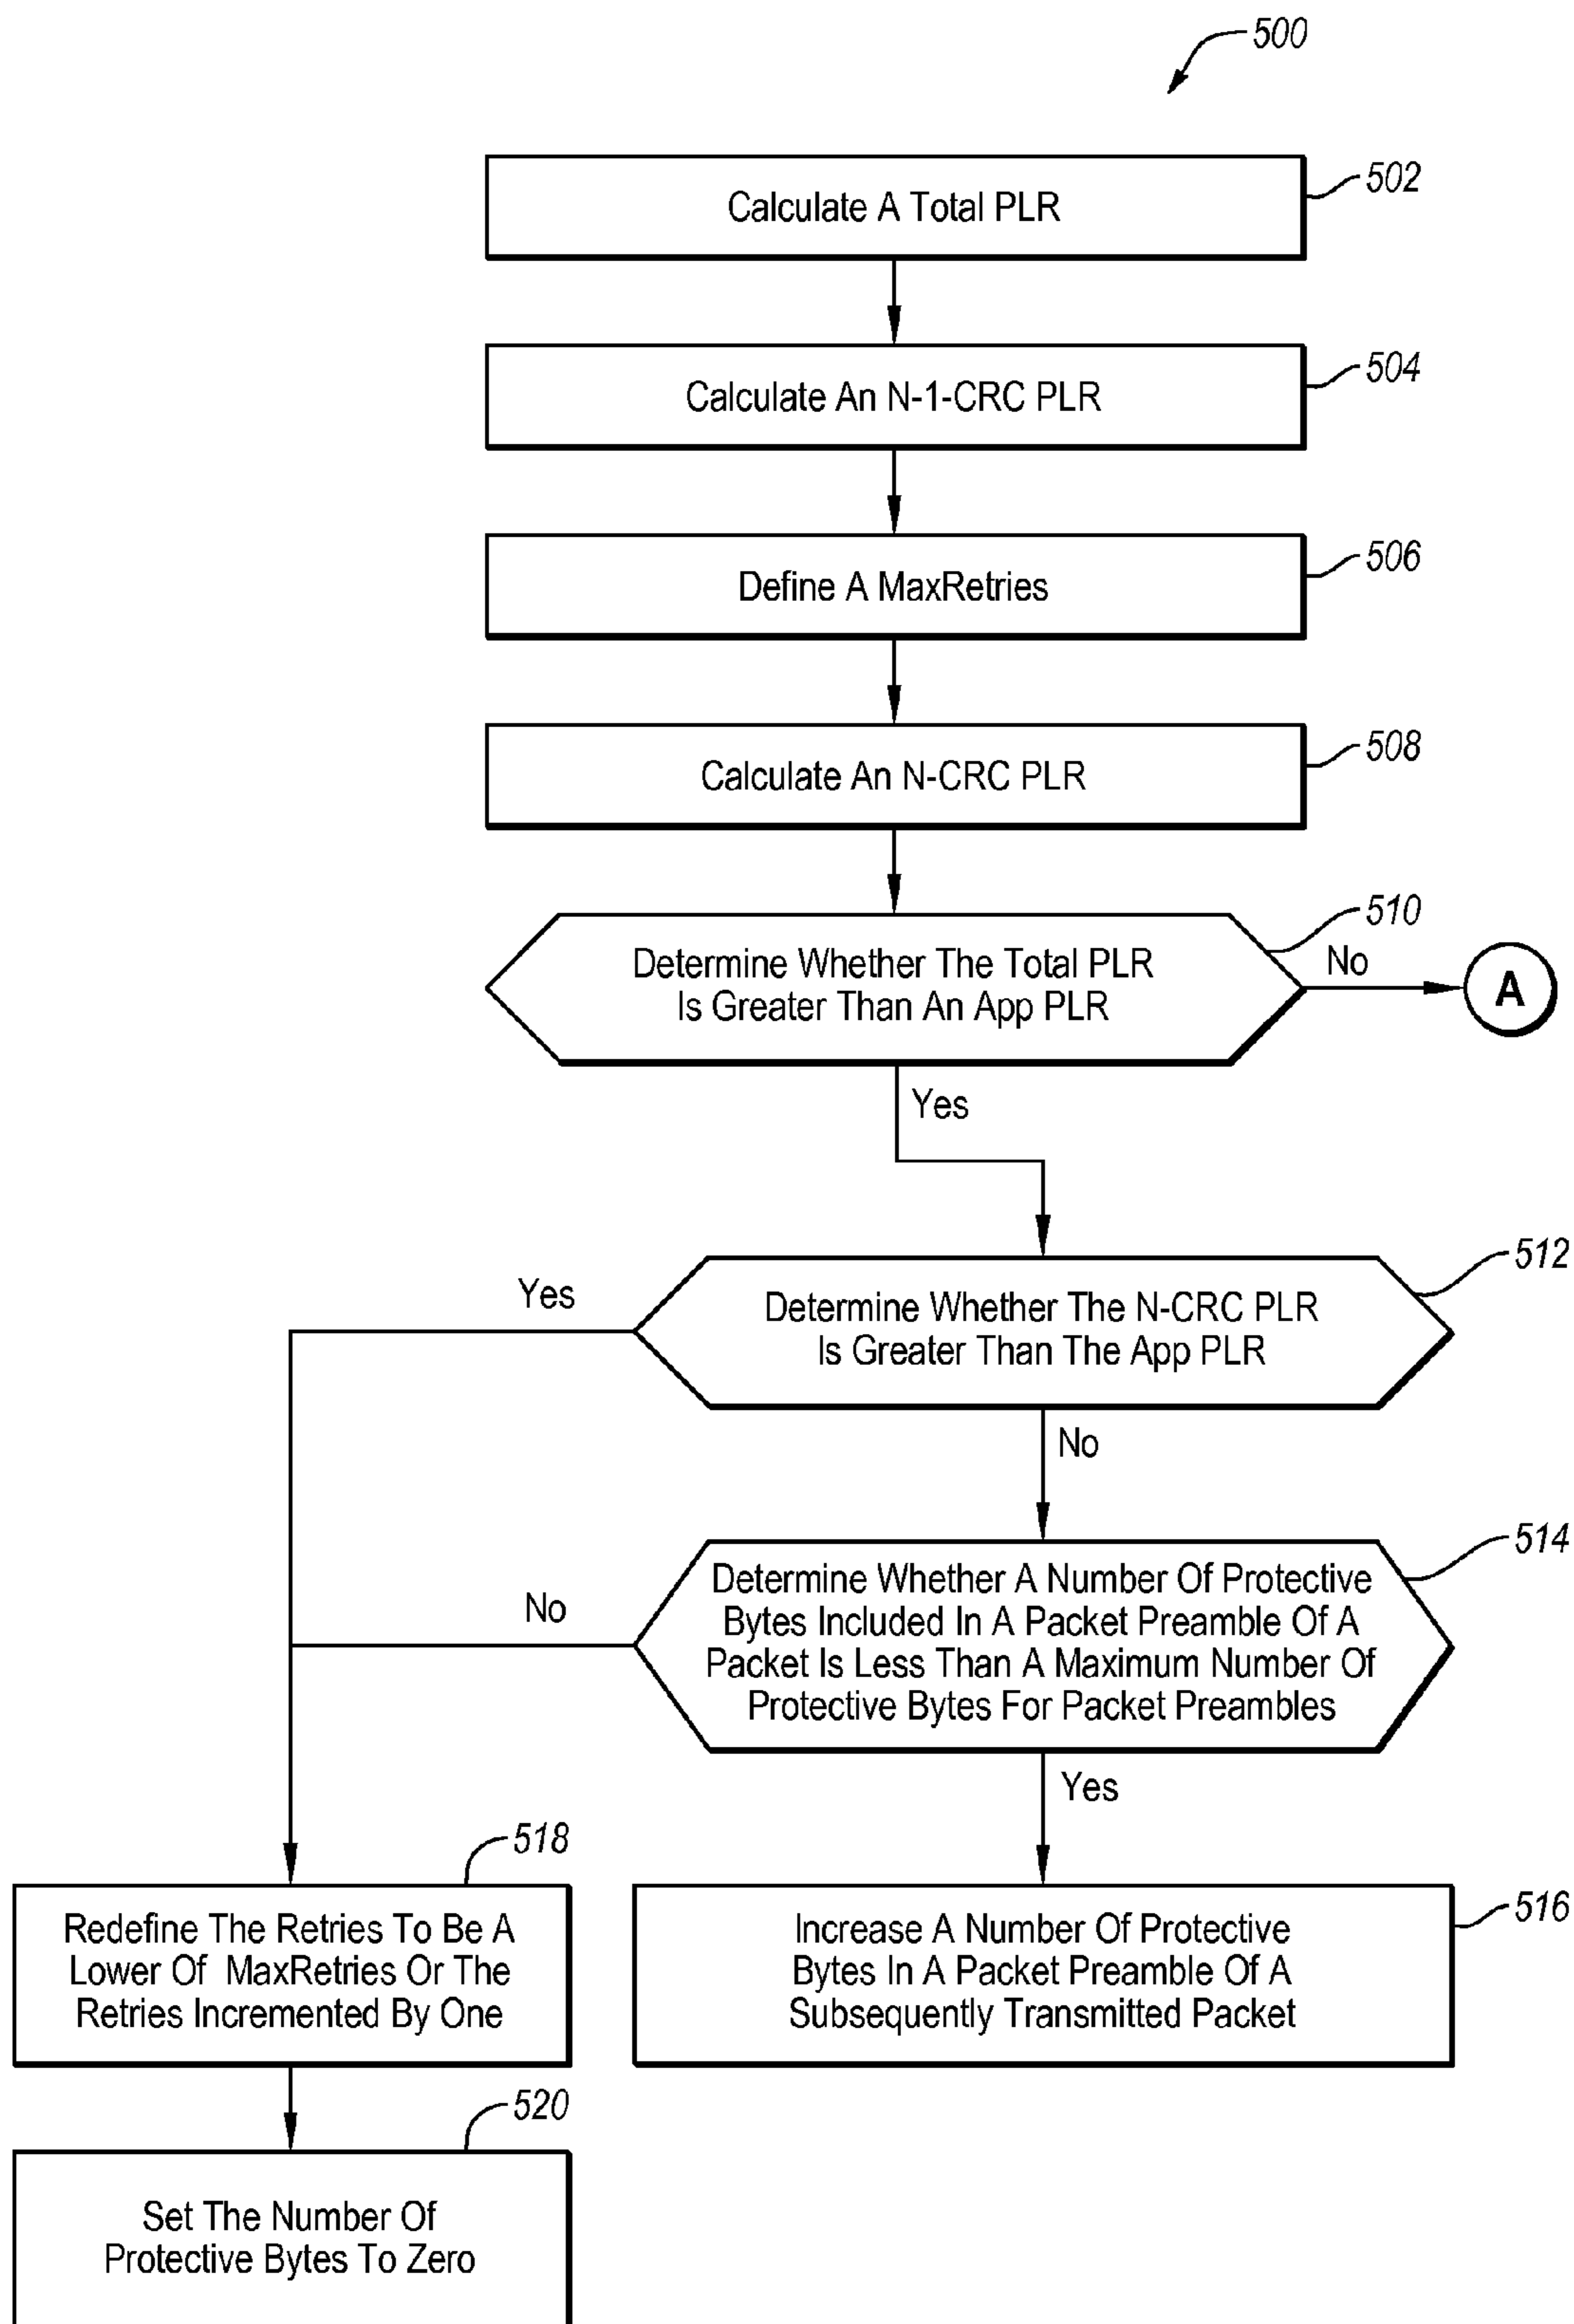 500
Calculate A Total PLR
502
Calculate An N-1-CRC PLR
504
Define A MaxRetries
506
Calculate An N-CRC PLR
508
Determine Whether The Total PLR
Is Greater Than An App PLR
510
No
A
Yes
Determine Whether The N-CRC PLR
Is Greater Than The App PLR
512
Yes
No
Determine Whether A Number Of Protective
Bytes Included In A Packet Preamble Of A
Packet Is Less Than A Maximum Number Of
Protective Bytes For Packet Preambles
514
No
Yes
518
Redefine The Retries To Be A
Lower Of MaxRetries Or The
Retries Incremented By One
Increase A Number Of Protective
Bytes In A Packet Preamble Of A
Subsequently Transmitted Packet
516
520
Set The Number Of
Protective Bytes To Zero